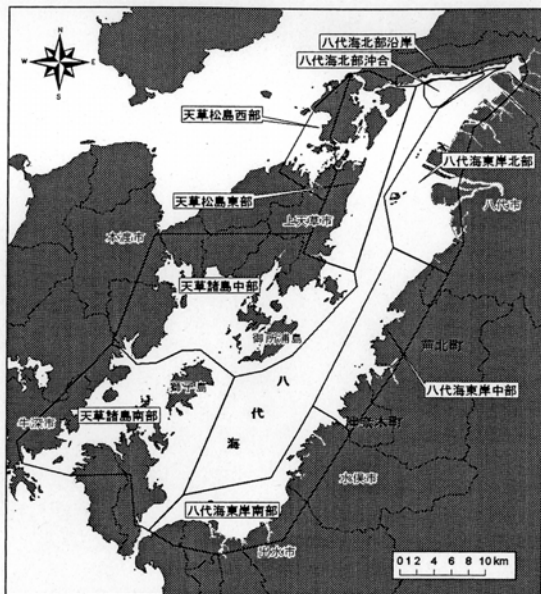 N
W E
S
八代海北部沿岸
八代海北部沖合
天草松島西部
八代海東岸北部
天草松島東部
八代市
上天草市
本渡市
天草諸島中部
御所浦島
芦北町
獅子島
八
代
海
八代海東岸中部
天草諸島南部
牛深市
津奈木町
水俣市
八代海東岸南部
出水市
0 1 2 4 6 8 10 km